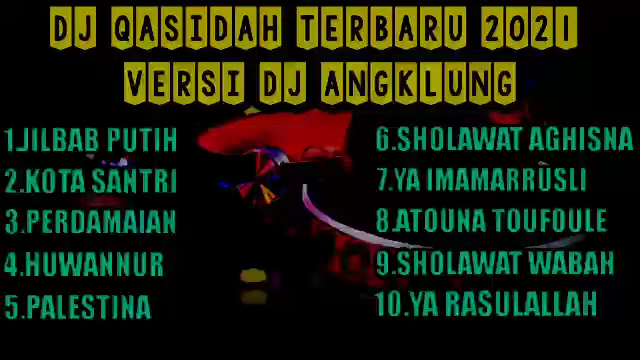 DJ QASIDAH TERBARU 2021
VERSI DJ ANGKLUNG
1.JILBAB PUTIH
2.KOTA SANTRI
3.PERDAMAIAN
4.HUWANNUR
5.PALESTINA
6.SHOLAWAT AGHISNA
7.YA IMAMARRUSLI
8.ATOUNA TOUFOULE
9.SHOLAWAT WABAH
10.YA RASULALLAH